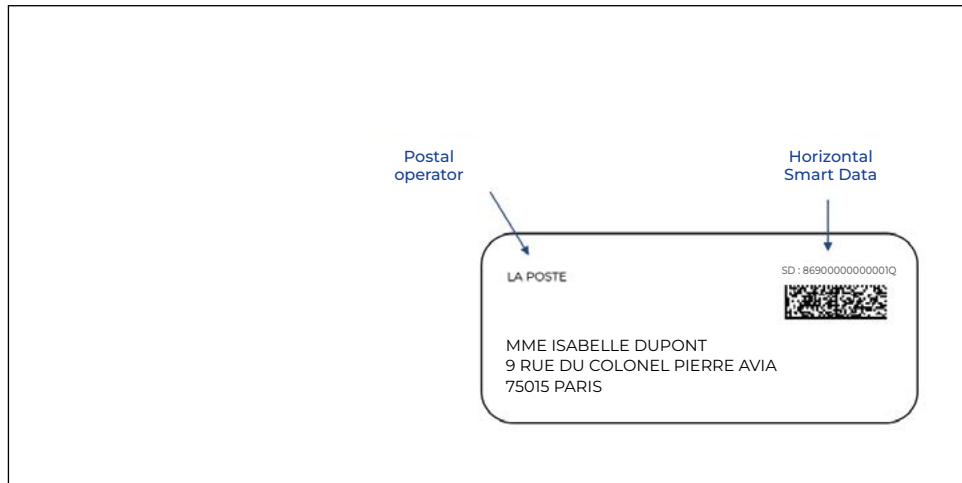 Postal
operator
Horizontal
Smart Data
LA POSTE
SD : 86900000000001Q
MME ISABELLE DUPONT
9 RUE DU COLONEL PIERRE AVIA
75015 PARIS